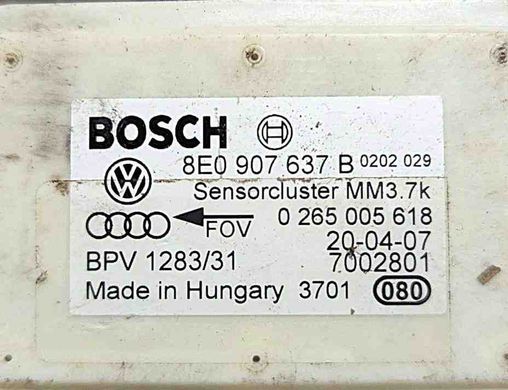 BOSCH
8E0 907 637 B 0202 029
Sensorcluster MM3.7k
FOV 0 265 005 618
20-04-07
BPV 1283/31 7002801
Made in Hungary 3701 080